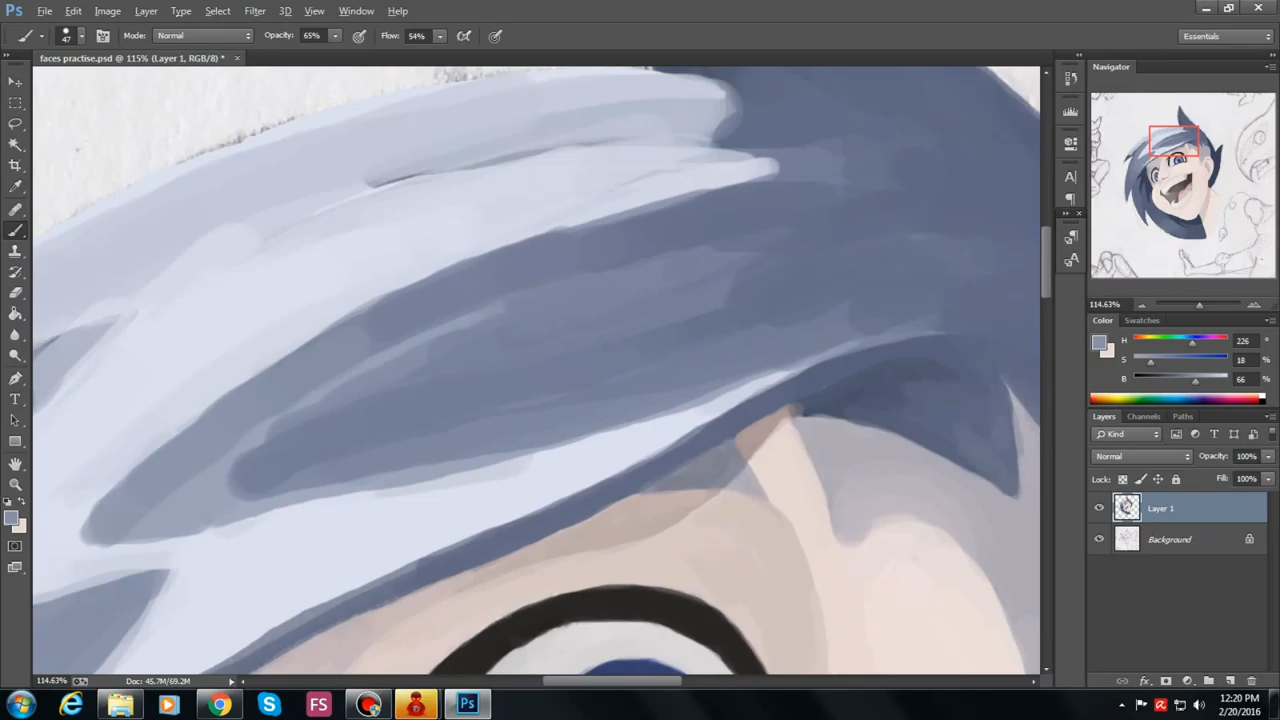 Ps File Edit Image Layer Type Select Filter 3D View Window Help
47 Mode: Normal Opacity: 65% Flow: 54% Essentials
faces practise.psd @ 115% (Layer 1, RGB/8) *
Navigator
114.63%
Color Swatches
H 226 °
S 18 %
B 66 %
Layers Channels Paths
Kind
Normal Opacity: 100%
Lock: Fill: 100%
Layer 1
Background
114.63% Doc: 45.7M/69.2M
FS Ps
12:20 PM
2/20/2016